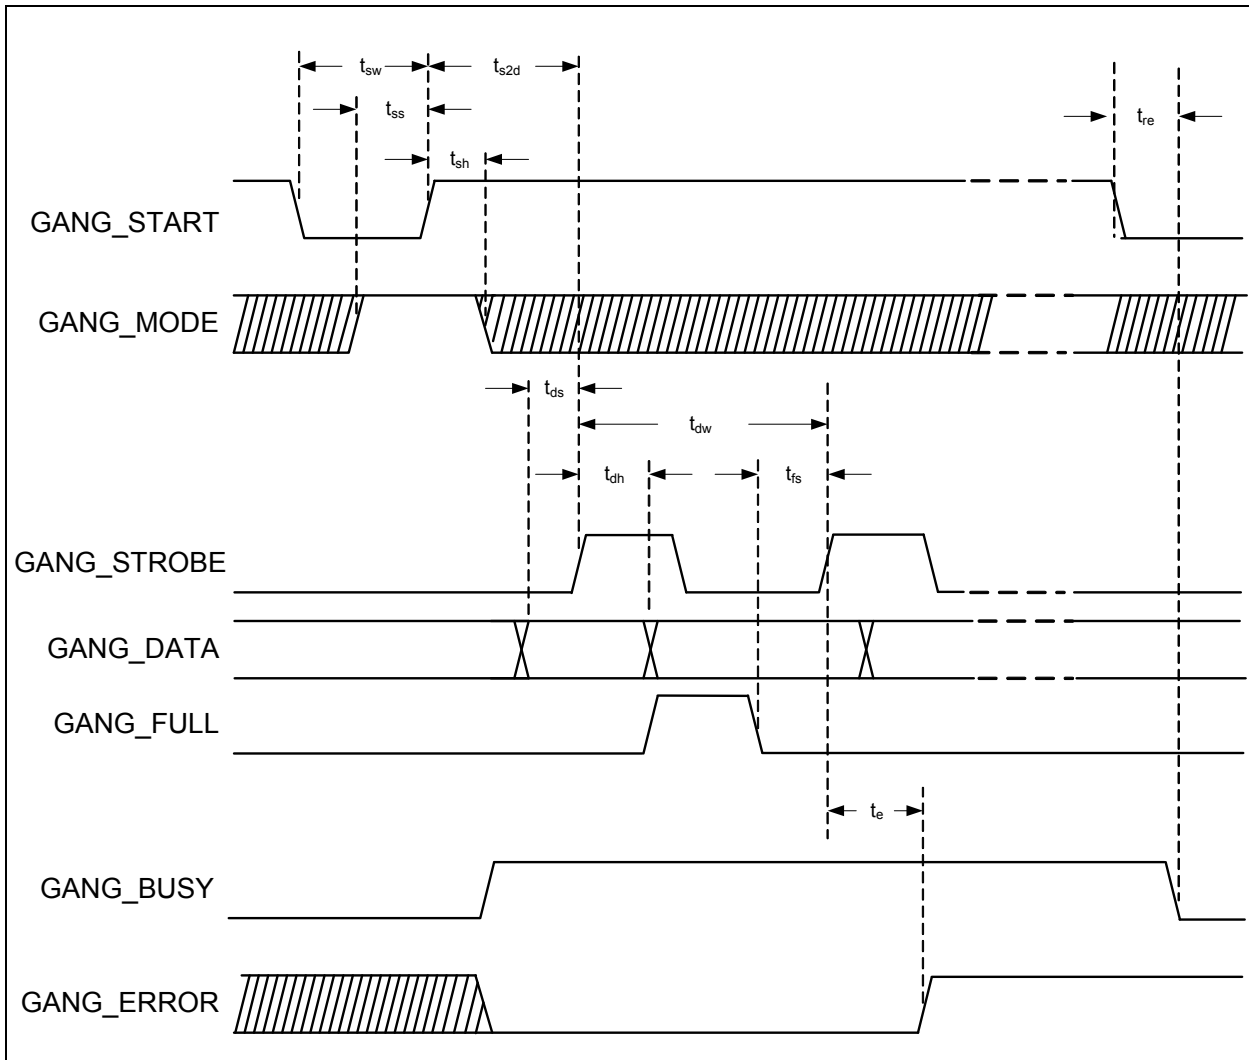 tsw
ts2d
tss
tre
tsh
GANG_START
GANG_MODE
tds
tdw
tdh
tfs
GANG_STROBE
GANG_DATA
GANG_FULL
te
GANG_BUSY
GANG_ERROR